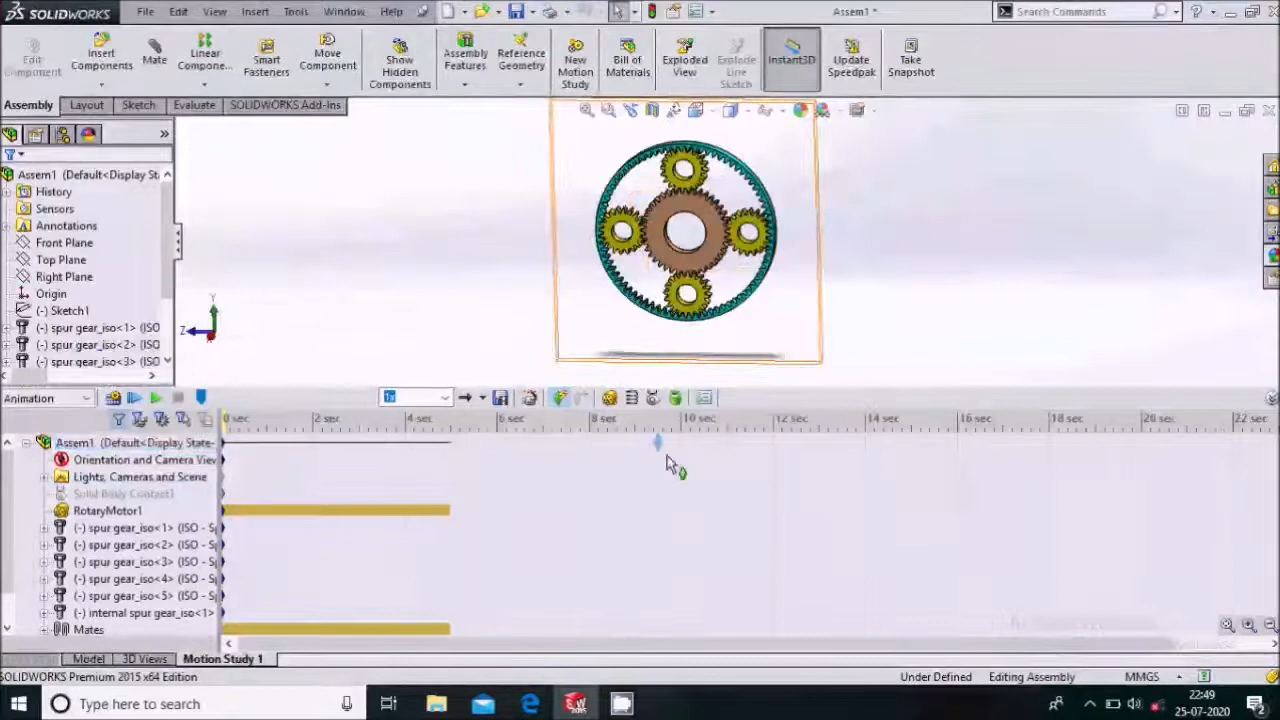 SOLIDWORKS File Edit View Insert Tools Window Help Assem1 * Search Commands
Edit Component
Insert Components
Mate
Linear Compone...
Smart Fasteners
Move Component
Show Hidden Components
Assembly Features
Reference Geometry
New Motion Study
Bill of Materials
Exploded View
Explode Line Sketch
Instant3D
Update Speedpak
Take Snapshot
Assembly Layout Sketch Evaluate SOLIDWORKS Add-Ins
Assem1 (Default<Display St
History
Sensors
Annotations
Front Plane
Top Plane
Right Plane
Origin
(-) Sketch1
(-) spur gear_iso<1> (ISO
(-) spur gear_iso<2> (ISO
(-) spur gear_iso<3> (ISO
Y
Z
Animation 1x
0 sec 2 sec 4 sec 6 sec 8 sec 10 sec 12 sec 14 sec 16 sec 18 sec 20 sec 22 sec
Assem1 (Default<Display State-
Orientation and Camera View
Lights, Cameras and Scene
Solid Body Contact1
RotaryMotor1
(-) spur gear_iso<1> (ISO - Sp
(-) spur gear_iso<2> (ISO - Sp
(-) spur gear_iso<3> (ISO - Sp
(-) spur gear_iso<4> (ISO - Sp
(-) spur gear_iso<5> (ISO - Sp
(-) internal spur gear_iso<1>
Mates
Model 3D Views Motion Study 1
SOLIDWORKS Premium 2015 x64 Edition Under Defined Editing Assembly MMGS
Type here to search
22:49
25-07-2020